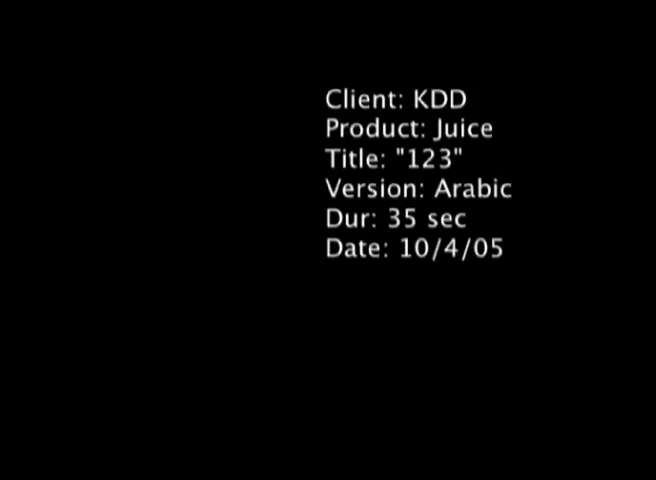 Client: KDD
Product: Juice
Title: "123"
Version: Arabic
Dur: 35 sec
Date: 10/4/05